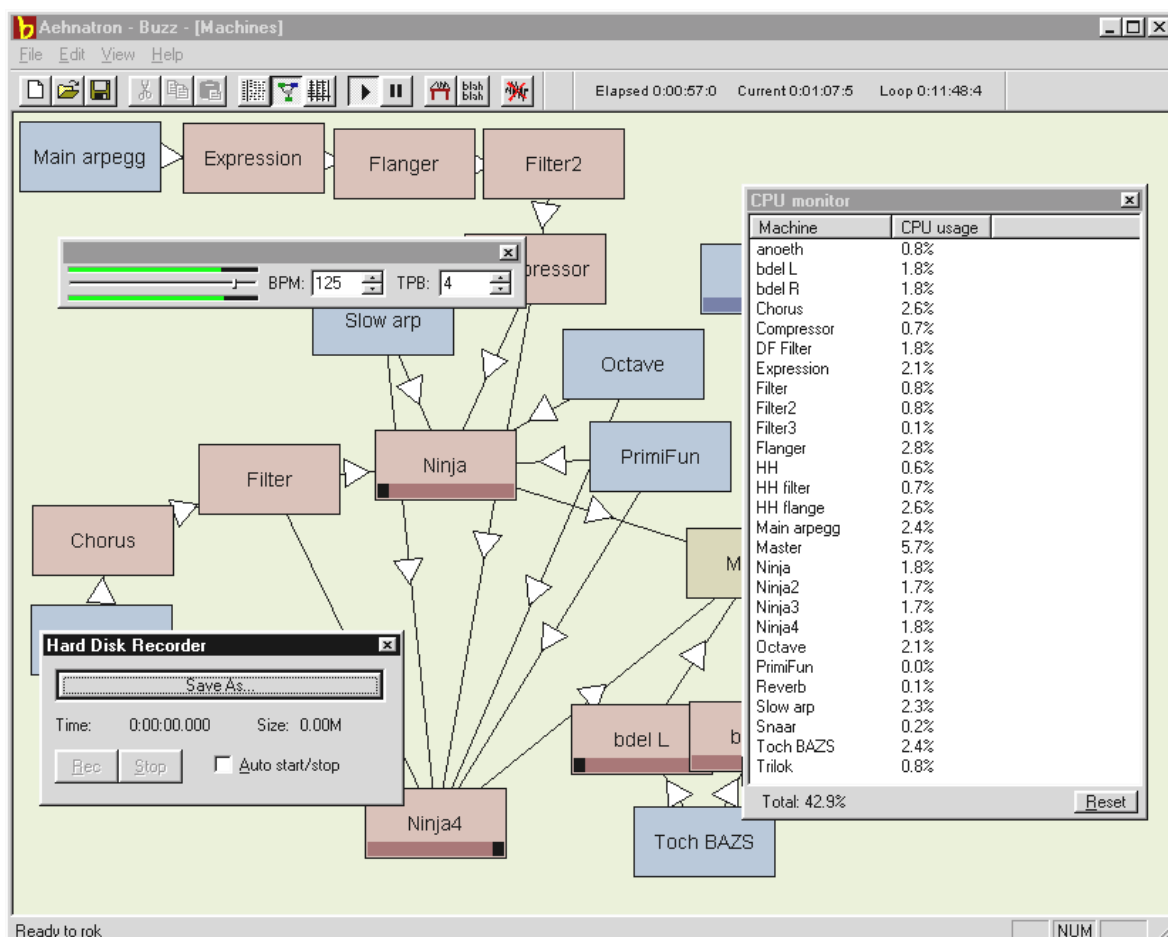 Aehnatron - Buzz - [Machines]
File Edit View Help
blah blah
Elapsed 0:00:57:0 Current 0:01:07:5 Loop 0:11:48:4
Main arpegg
Expression
Flanger
Filter2
pressor
BPM: 125 TPB: 4
Slow arp
Octave
Ninja
PrimiFun
Filter
Chorus
M
Hard Disk Recorder
Save As...
Time: 0:00:00.000 Size: 0.00M
Rec Stop Auto start/stop
bdel L
b
Ninja4
Toch BAZS
CPU monitor
Machine CPU usage
anoeth 0.8%
bdel L 1.8%
bdel R 1.8%
Chorus 2.6%
Compressor 0.7%
DF Filter 1.8%
Expression 2.1%
Filter 0.8%
Filter2 0.8%
Filter3 0.1%
Flanger 2.8%
HH 0.6%
HH filter 0.7%
HH flange 2.6%
Main arpegg 2.4%
Master 5.7%
Ninja 1.8%
Ninja2 1.7%
Ninja3 1.7%
Ninja4 1.8%
Octave 2.1%
PrimiFun 0.0%
Reverb 0.1%
Slow arp 2.3%
Snaar 0.2%
Toch BAZS 2.4%
Trilok 0.8%
Total: 42.9% Reset
Ready to rok
NUM